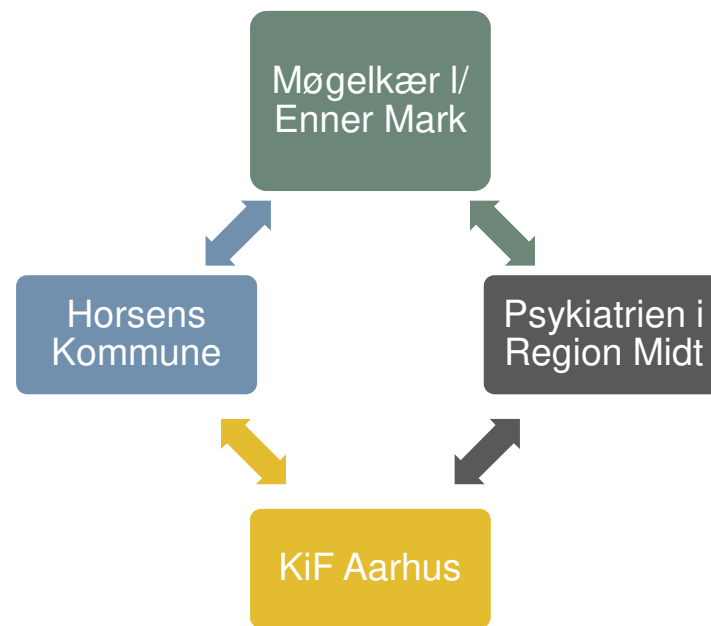 Møgelkær I/
Enner Mark
Horsens
Kommune
Psykiatrien i
Region Midt
KiF Aarhus